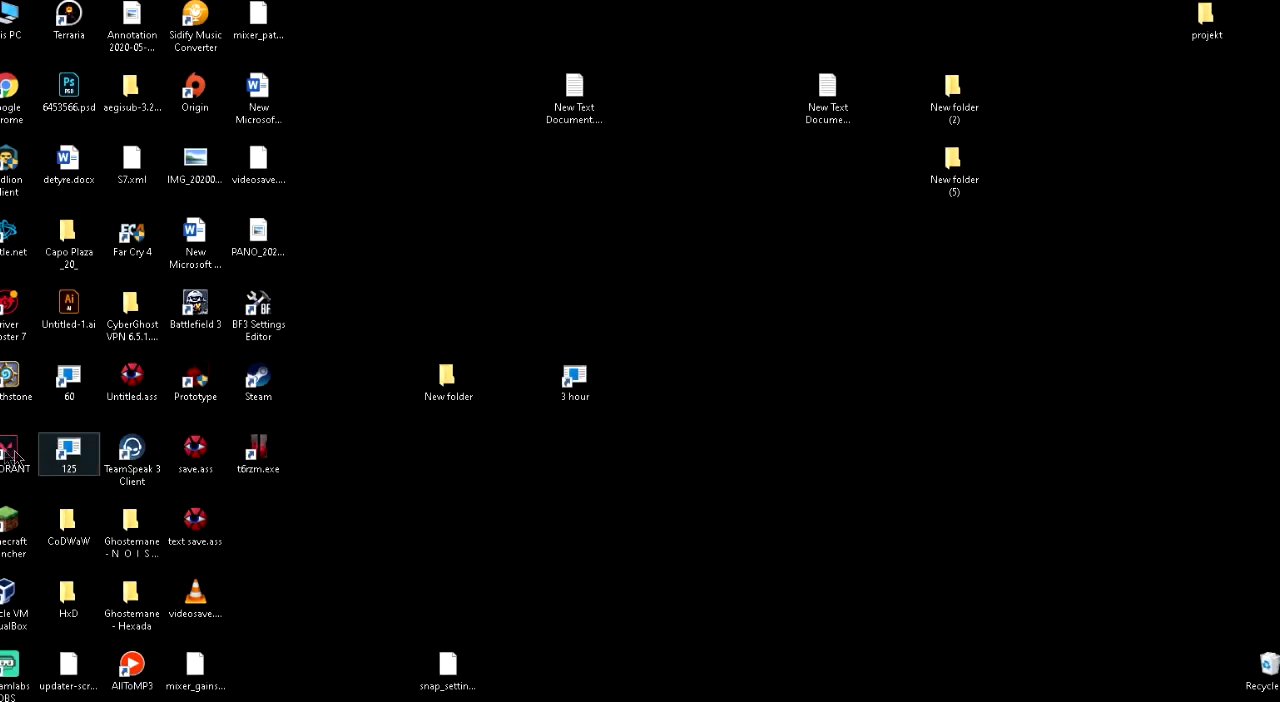 is PC
Terraria
Annotation
2020-05-...
Sidify Music
Converter
mixer_pat...
projekt
oogle
rome
6453566.psd
aegisub-3.2...
Origin
New
Microsof...
New Text
Document....
New Text
Docume...
New folder
(2)
dlion
lient
detyre.docx
S7.xml
IMG_20200...
videosave....
New folder
(5)
tle.net
Capo Plaza
_20_
Far Cry 4
New
Microsoft ...
PANO_202...
river
oster 7
Untitled-1.ai
CyberGhost
VPN 6.5.1....
Battlefield 3
BF3 Settings
Editor
thstone
60
Untitled.ass
Prototype
Steam
New folder
3 hour
ORANT
125
TeamSpeak 3
Client
save.ass
t6rzm.exe
ecraft
ncher
CoDWaW
Ghostemane
- N O I S...
text save.ass
cle VM
ualBox
HxD
Ghostemane
- Hexada
videosave....
amlabs
OBS
updater-scr...
AllToMP3
mixer_gains...
snap_settin...
Recycle